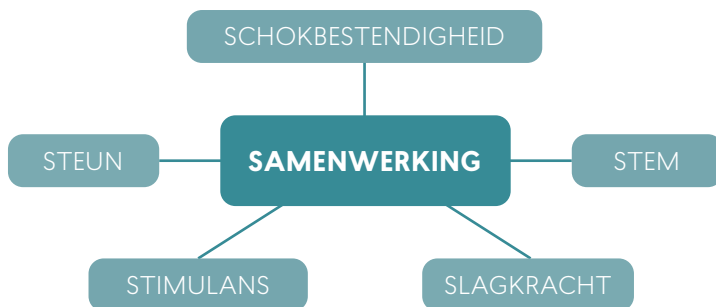 SCHOKBESTENDIGHEID
STEUN
SAMENWERKING
STEM
STIMULANS
SLAGKRACHT